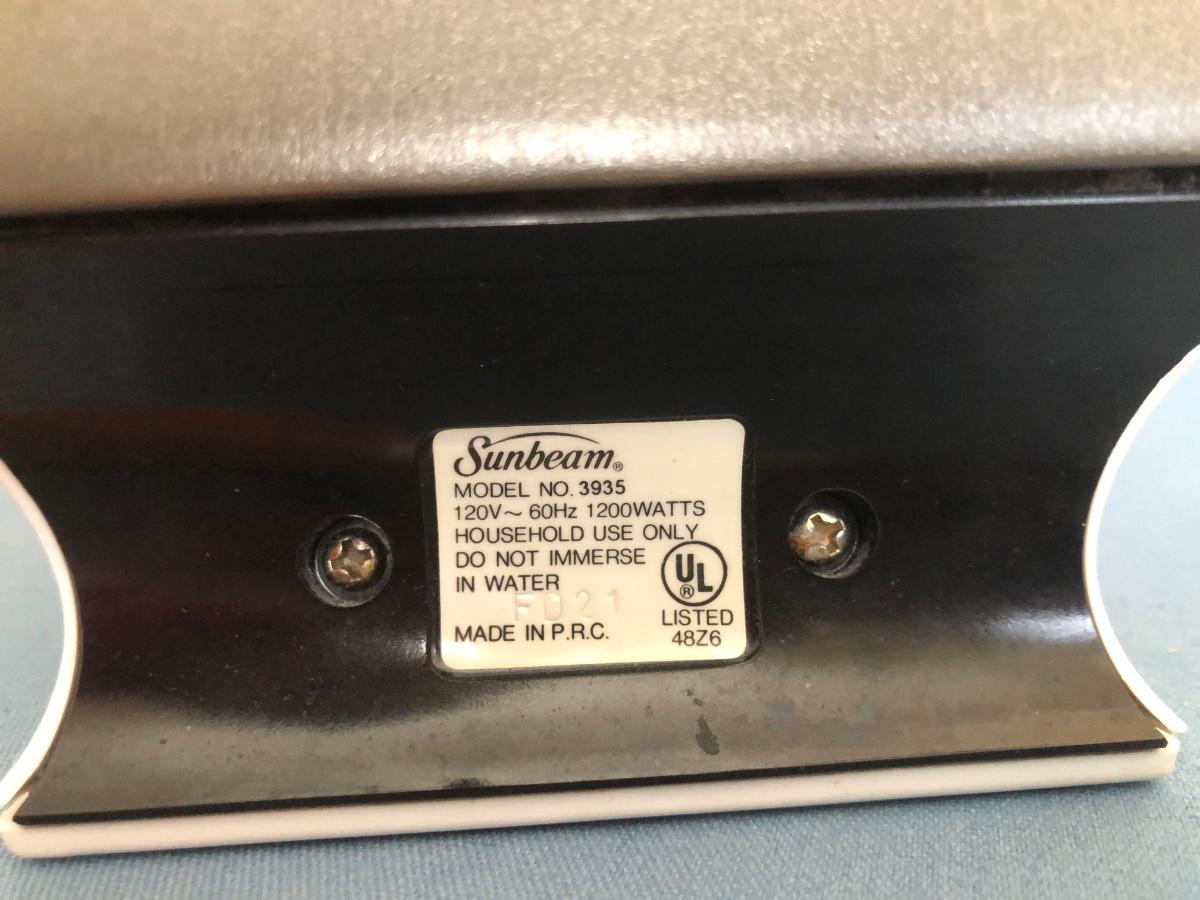 Sunbeam®
MODEL NO. 3935
120V~ 60Hz 1200WATTS
HOUSEHOLD USE ONLY
DO NOT IMMERSE
IN WATER
FD21
MADE IN P.R.C.
UL®
LISTED
48Z6